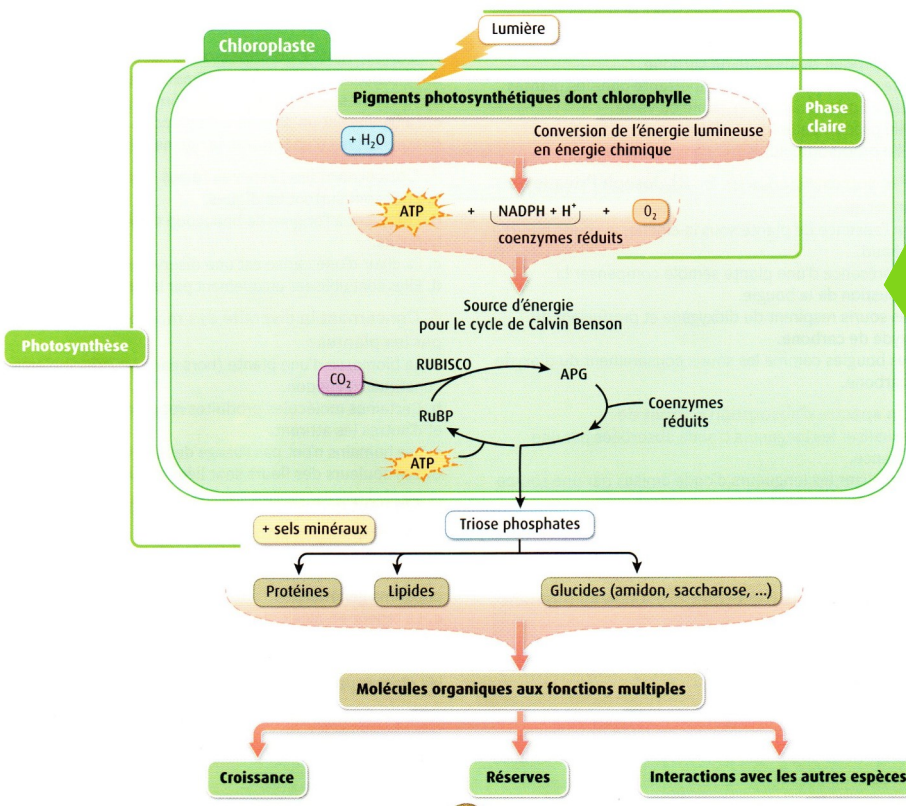 Lumière
Chloroplaste
Pigments photosynthétiques dont chlorophylle
Phase
claire
+ H₂O
Conversion de l'énergie lumineuse
en énergie chimique
ATP + NADPH + H⁺ + O₂
coenzymes réduits
Source d'énergie
pour le cycle de Calvin Benson
Photosynthèse
CO₂
RUBISCO
APG
RuBP
Coenzymes
réduits
ATP
+ sels minéraux
Triose phosphates
Protéines
Lipides
Glucides (amidon, saccharose, ...)
Molécules organiques aux fonctions multiples
Croissance
Réserves
Interactions avec les autres espèces